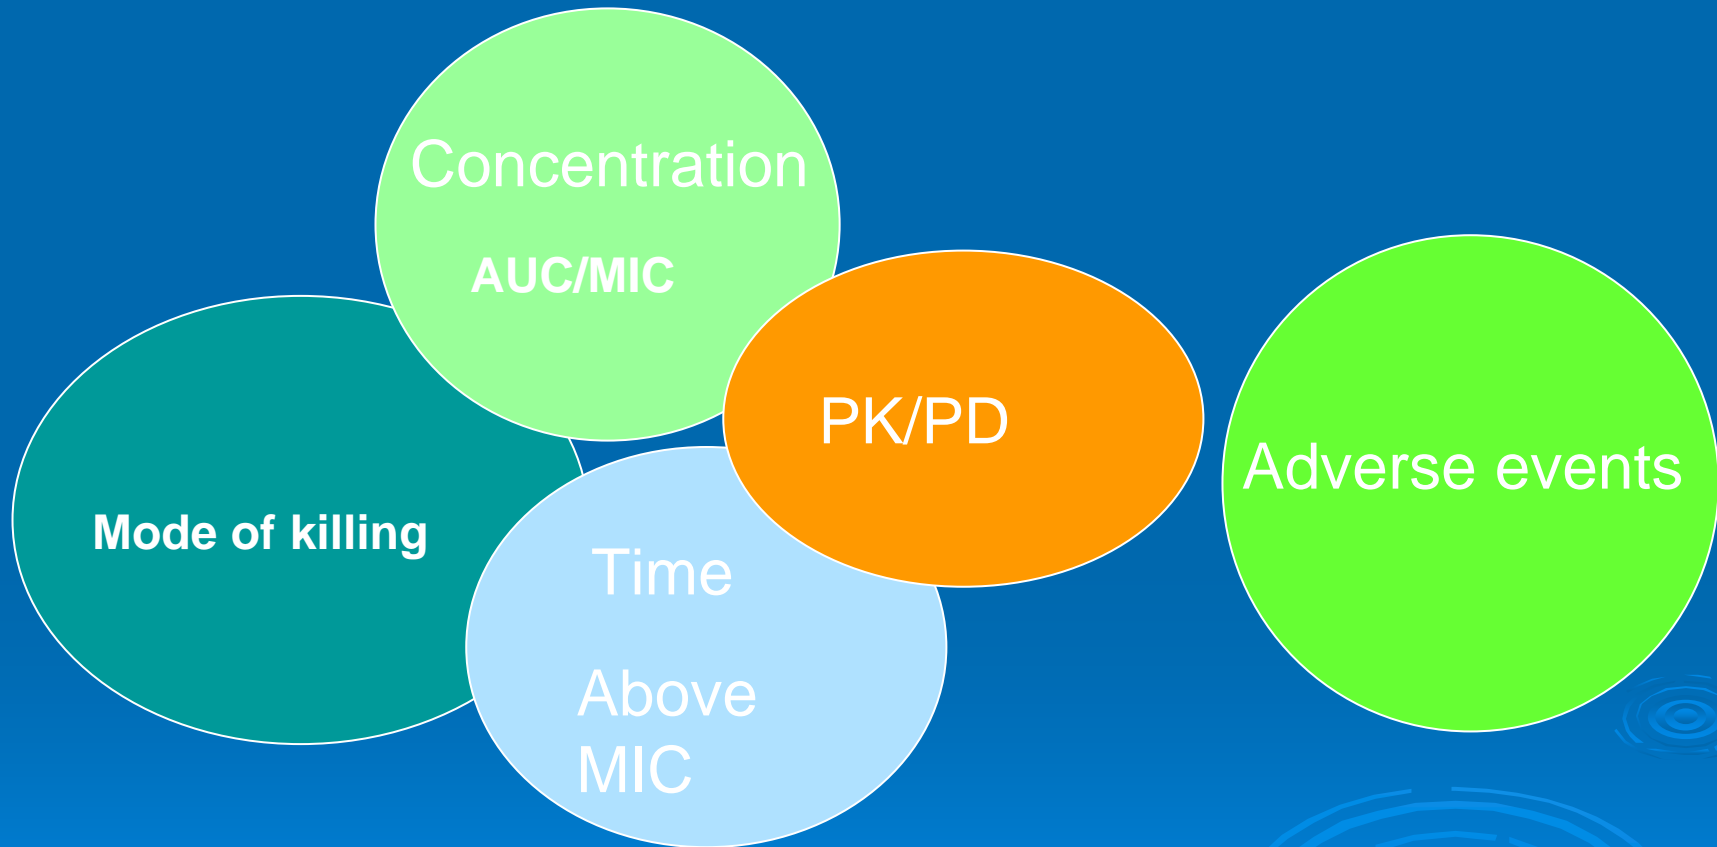 Concentration
AUC/MIC
Mode of killing
Time
Above
MIC
PK/PD
Adverse events